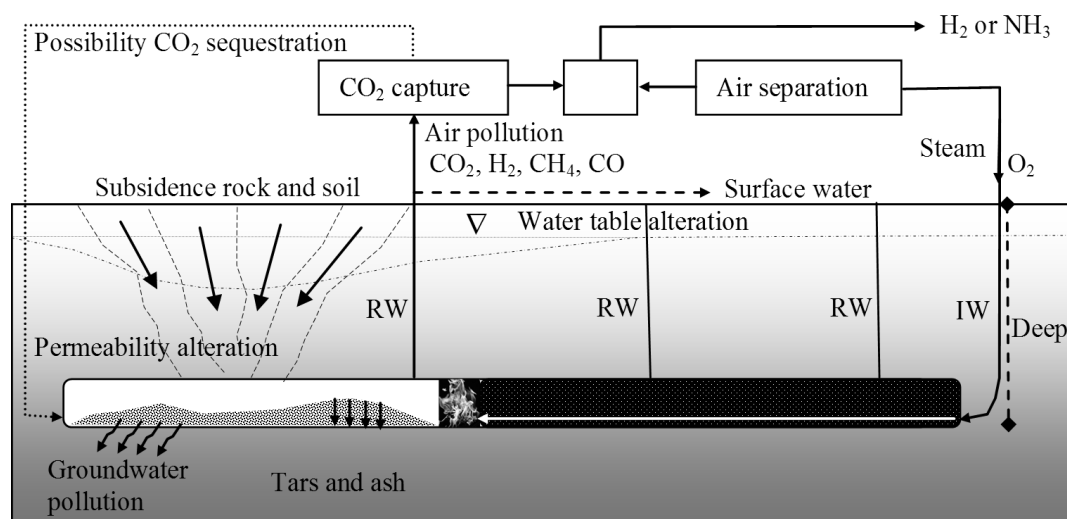 H₂ or NH₃
Possibility CO₂ sequestration
CO₂ capture
Air separation
Air pollution
CO₂, H₂, CH₄, CO
Steam
O₂
Subsidence rock and soil
Surface water
Water table alteration
RW
RW
RW
IW
Deep
Permeability alteration
Groundwater
pollution
Tars and ash